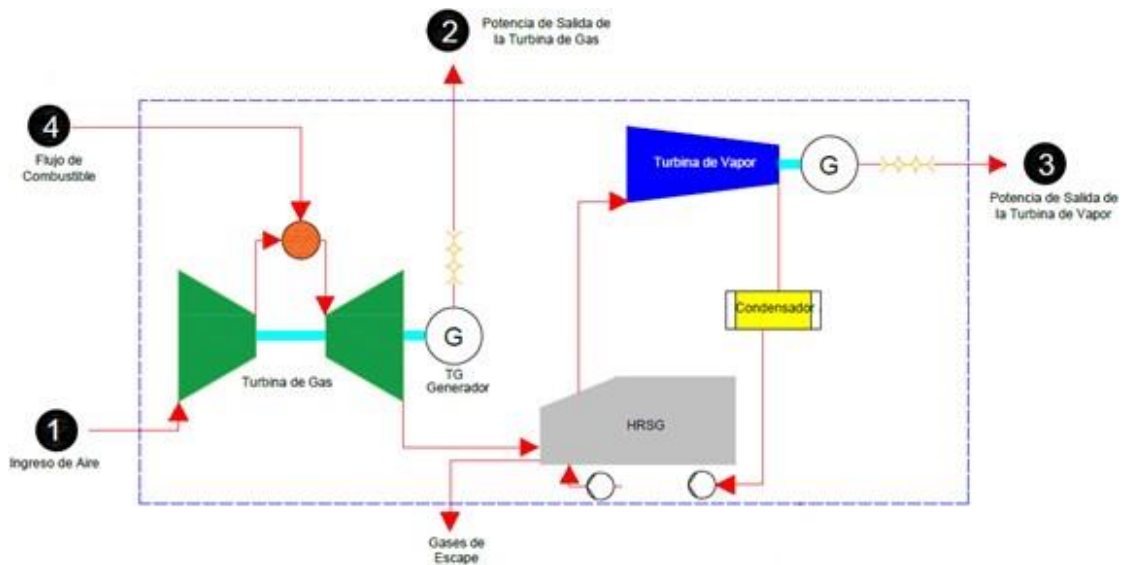 2
Potencia de Salida de
la Turbina de Gas
4
Flujo de
Combustible
Turbina de Vapor
G
3
Potencia de Salida de
la Turbina de Vapor
Condensador
G
TG
Generador
Turbina de Gas
1
Ingreso de Aire
HRSG
Gases de
Escape